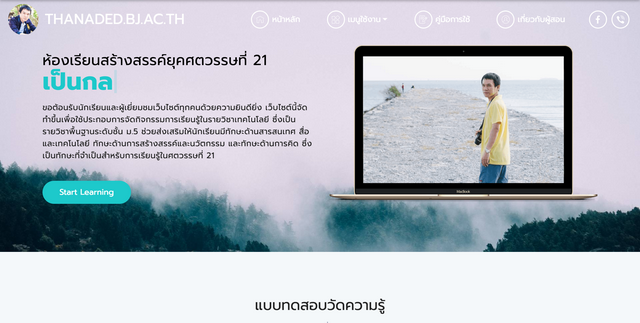 THANADED.BJ.AC.TH
หน้าหลัก
เมนูใช้งาน
คู่มือการใช้
เกี่ยวกับผู้สอน
ห้องเรียนสร้างสรรค์ยุคศตวรรษที่ 21
เป็นกล
ขอต้อนรับนักเรียนและผู้เยี่ยมชมเว็บไซต์ทุกคนด้วยความยินดียิ่ง เว็บไซต์นี้จัด
ทำขึ้นเพื่อใช้ประกอบการจัดกิจกรรมการเรียนรู้ในรายวิชาเทคโนโลยี ซึ่งเป็น
รายวิชาพื้นฐานระดับชั้น ม.5 ช่วยส่งเสริมให้นักเรียนมีทักษะด้านสารสนเทศ สื่อ
และเทคโนโลยี ทักษะด้านการสร้างสรรค์และนวัตกรรม และทักษะด้านการคิด ซึ่ง
เป็นทักษะที่จำเป็นสำหรับการเรียนรู้ในศตวรรษที่ 21
Start Learning
MacBook
แบบทดสอบวัดความรู้